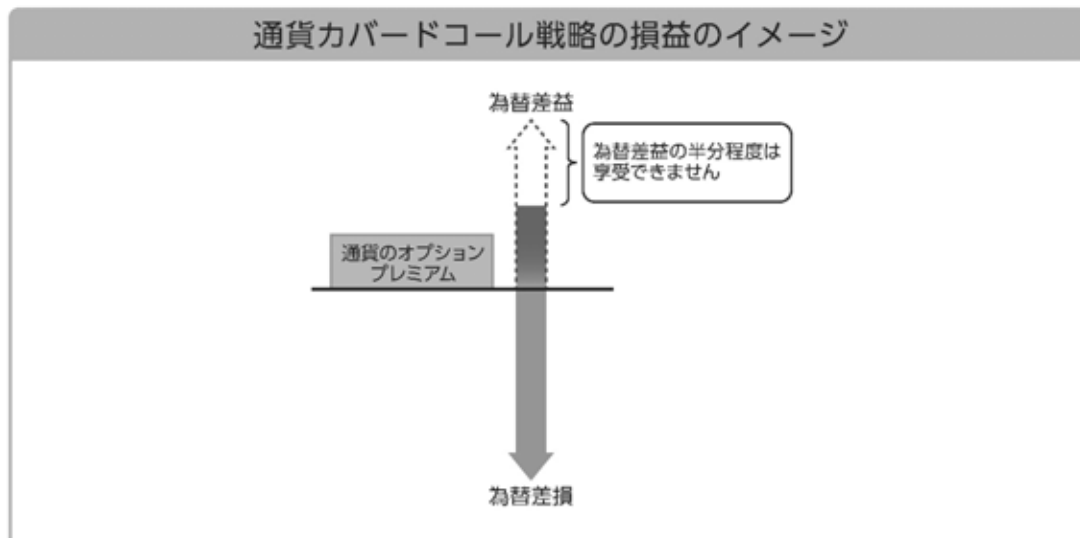 通貨カバードコール戦略の損益のイメージ
為替差益
為替差益の半分程度は
享受できません
通貨のオプション
プレミアム
為替差損